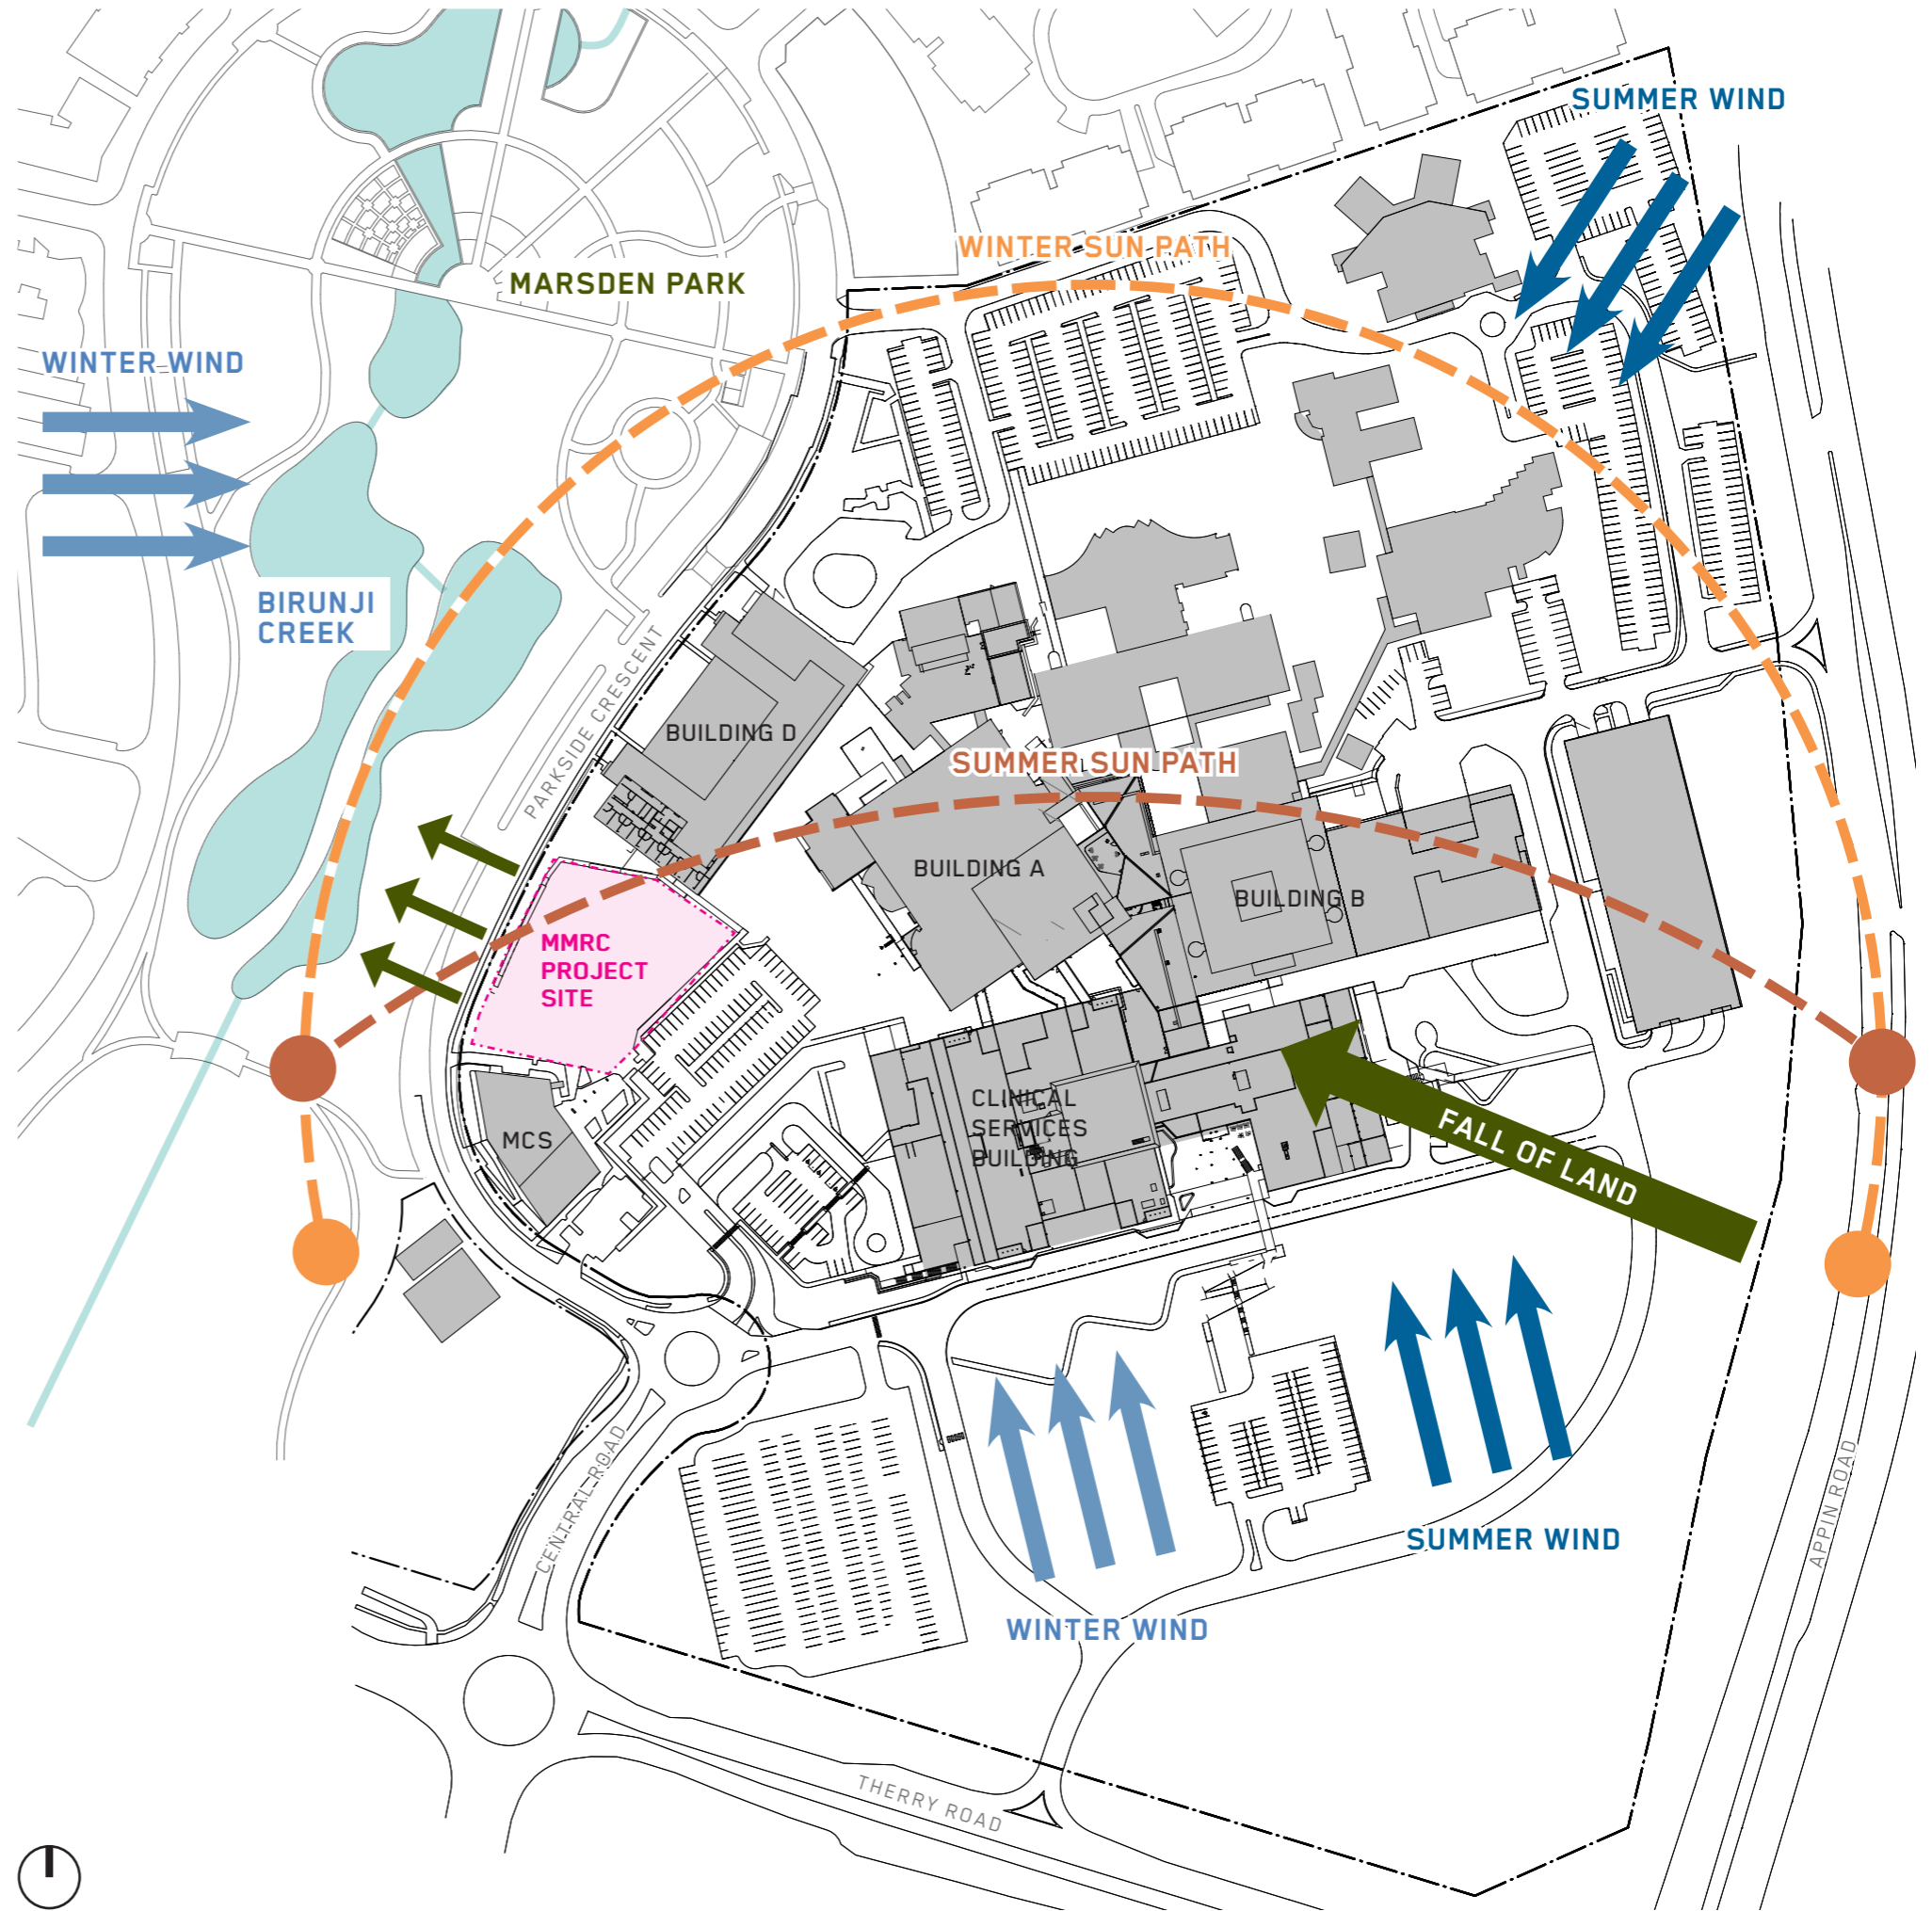 SUMMER WIND
WINTER SUN PATH
MARSDEN PARK
WINTER WIND
BIRUNJI
CREEK
PARKSIDE CRESCENT
BUILDING D
SUMMER SUN PATH
BUILDING A
BUILDING B
MMRC
PROJECT
SITE
CLINICAL
SERVICES
BUILDING
MCS
FALL OF LAND
CENTRAL ROAD
SUMMER WIND
APPIN ROAD
WINTER WIND
THERRY ROAD